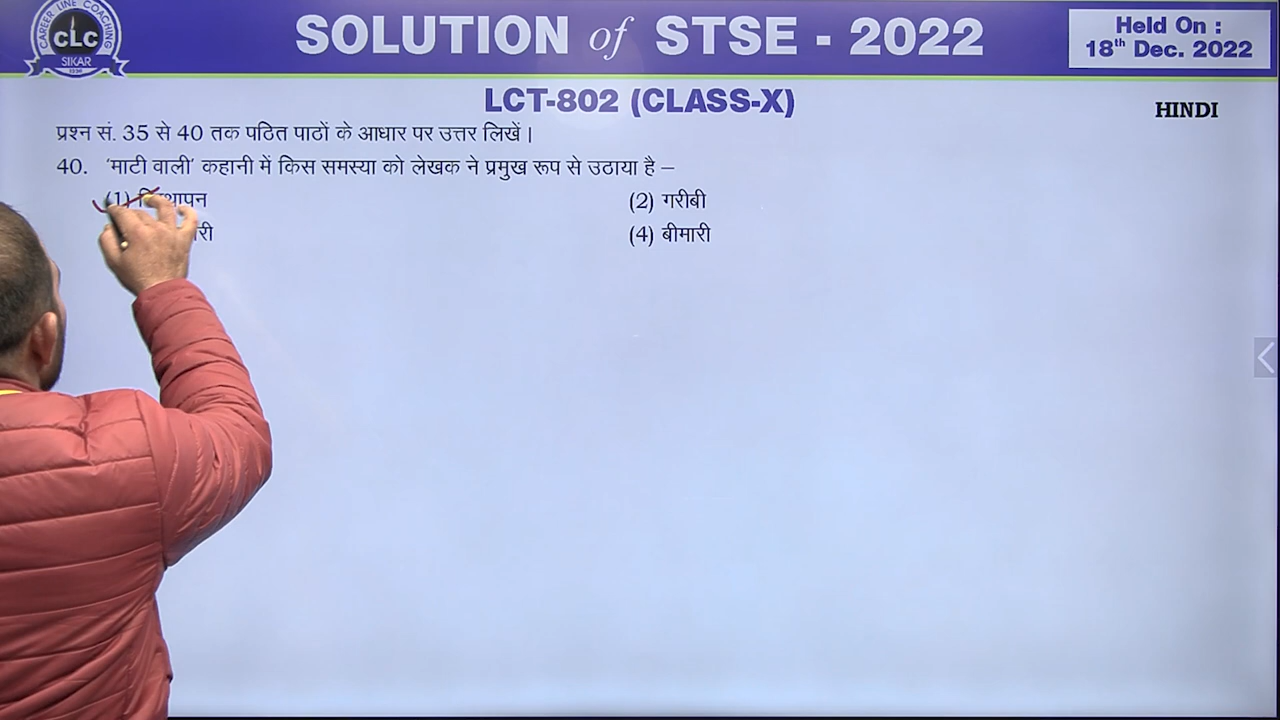 CAREER LINE COACHING
CLC
SIKAR
SOLUTION of STSE - 2022
Held On :
18th Dec. 2022
LCT-802 (CLASS-X)
HINDI
प्रश्न सं. 35 से 40 तक पठित पाठों के आधार पर उत्तर लिखें।
40. 'माटी वाली' कहानी में किस समस्या को लेखक ने प्रमुख रूप से उठाया है –
(1) (2) गरीबी
(4) बीमारी